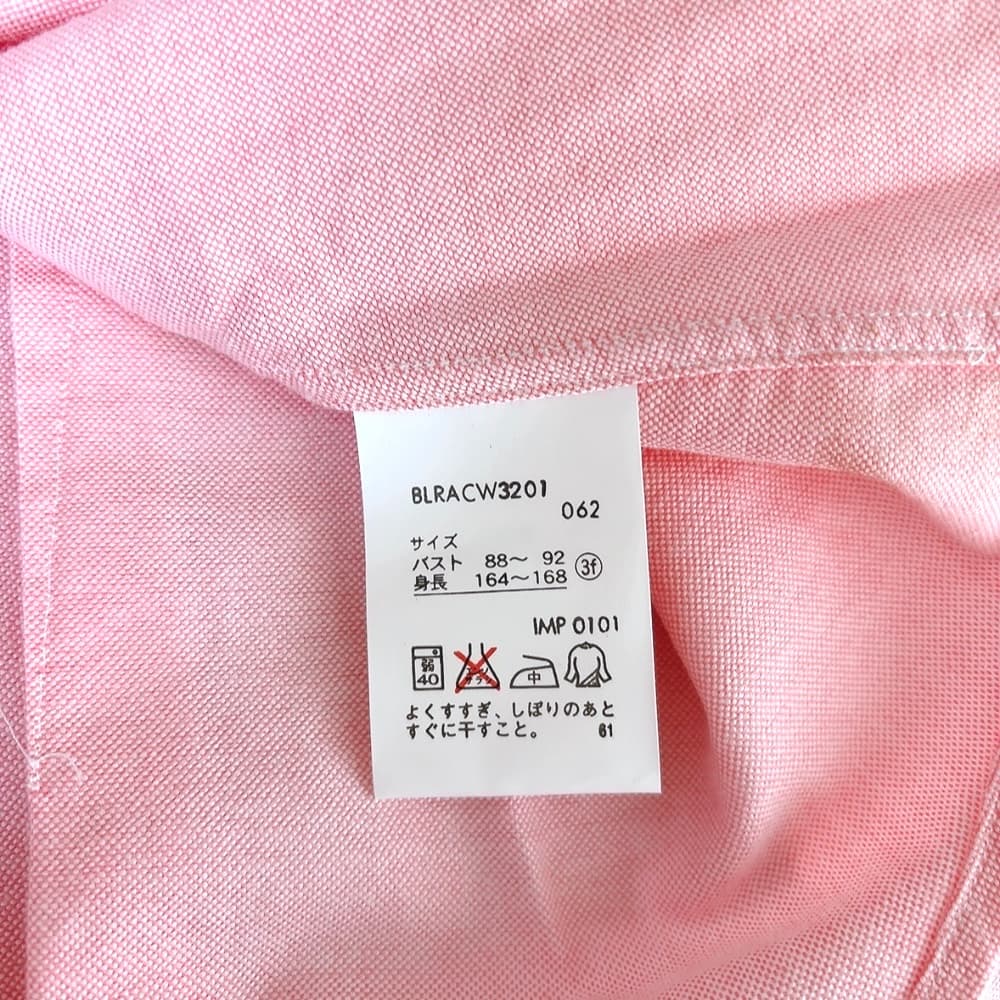 BLRACW3201
062
サイズ
バスト 88〜 92
身長 164〜168
3f
IMP 0101
弱
40
中
よくすすぎ、しぼりのあと
すぐに干すこと。 61